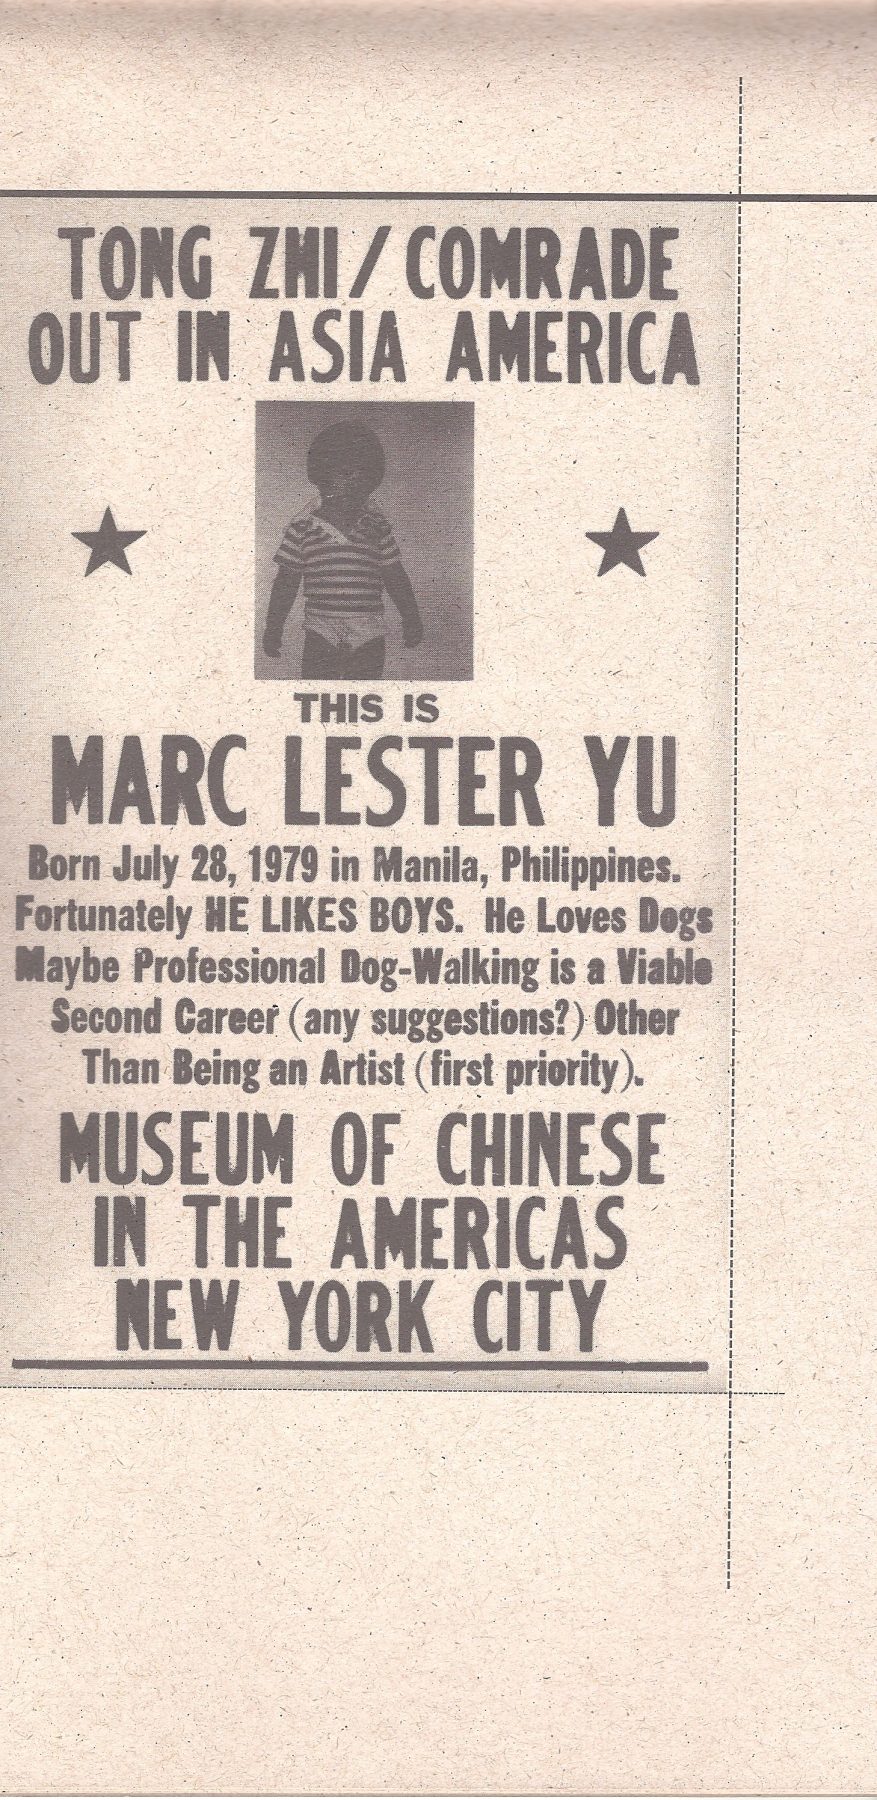 TONG ZHI/COMRADE
OUT IN ASIA AMERICA
THIS IS
MARC LESTER YU
Born July 28, 1979 in Manila, Philippines.
Fortunately HE LIKES BOYS. He Loves Dogs
Maybe Professional Dog-Walking is a Viable
Second Career (any suggestions?) Other
Than Being an Artist (first priority).
MUSEUM OF CHINESE
IN THE AMERICAS
NEW YORK CITY